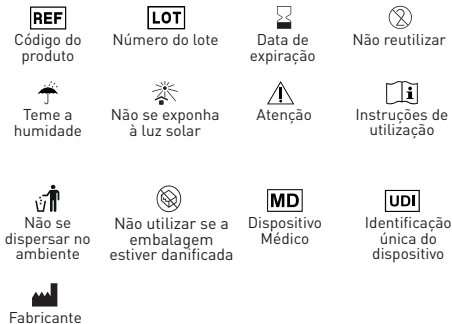 REF
Código do
produto
LOT
Número do lote
Data de
expiração
2
Não reutilizar
Teme a
humidade
Não se exponha
à luz solar
Atenção
i
Instruções de
utilização
Não se
dispersar no
ambiente
Não utilizar se a
embalagem
estiver danificada
MD
Dispositivo
Médico
UDI
Identificação
única do
dispositivo
Fabricante